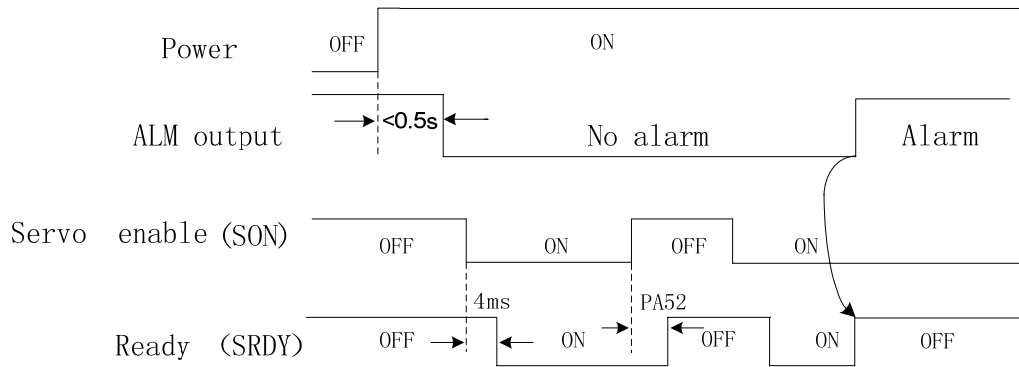 Power OFF ON
ALM output <0.5s No alarm Alarm
Servo enable (SON) OFF ON OFF ON
4ms PA52
Ready (SRDY) OFF ON OFF ON OFF